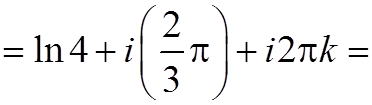 = ln 4 + i(2/3 π) + i2πk =